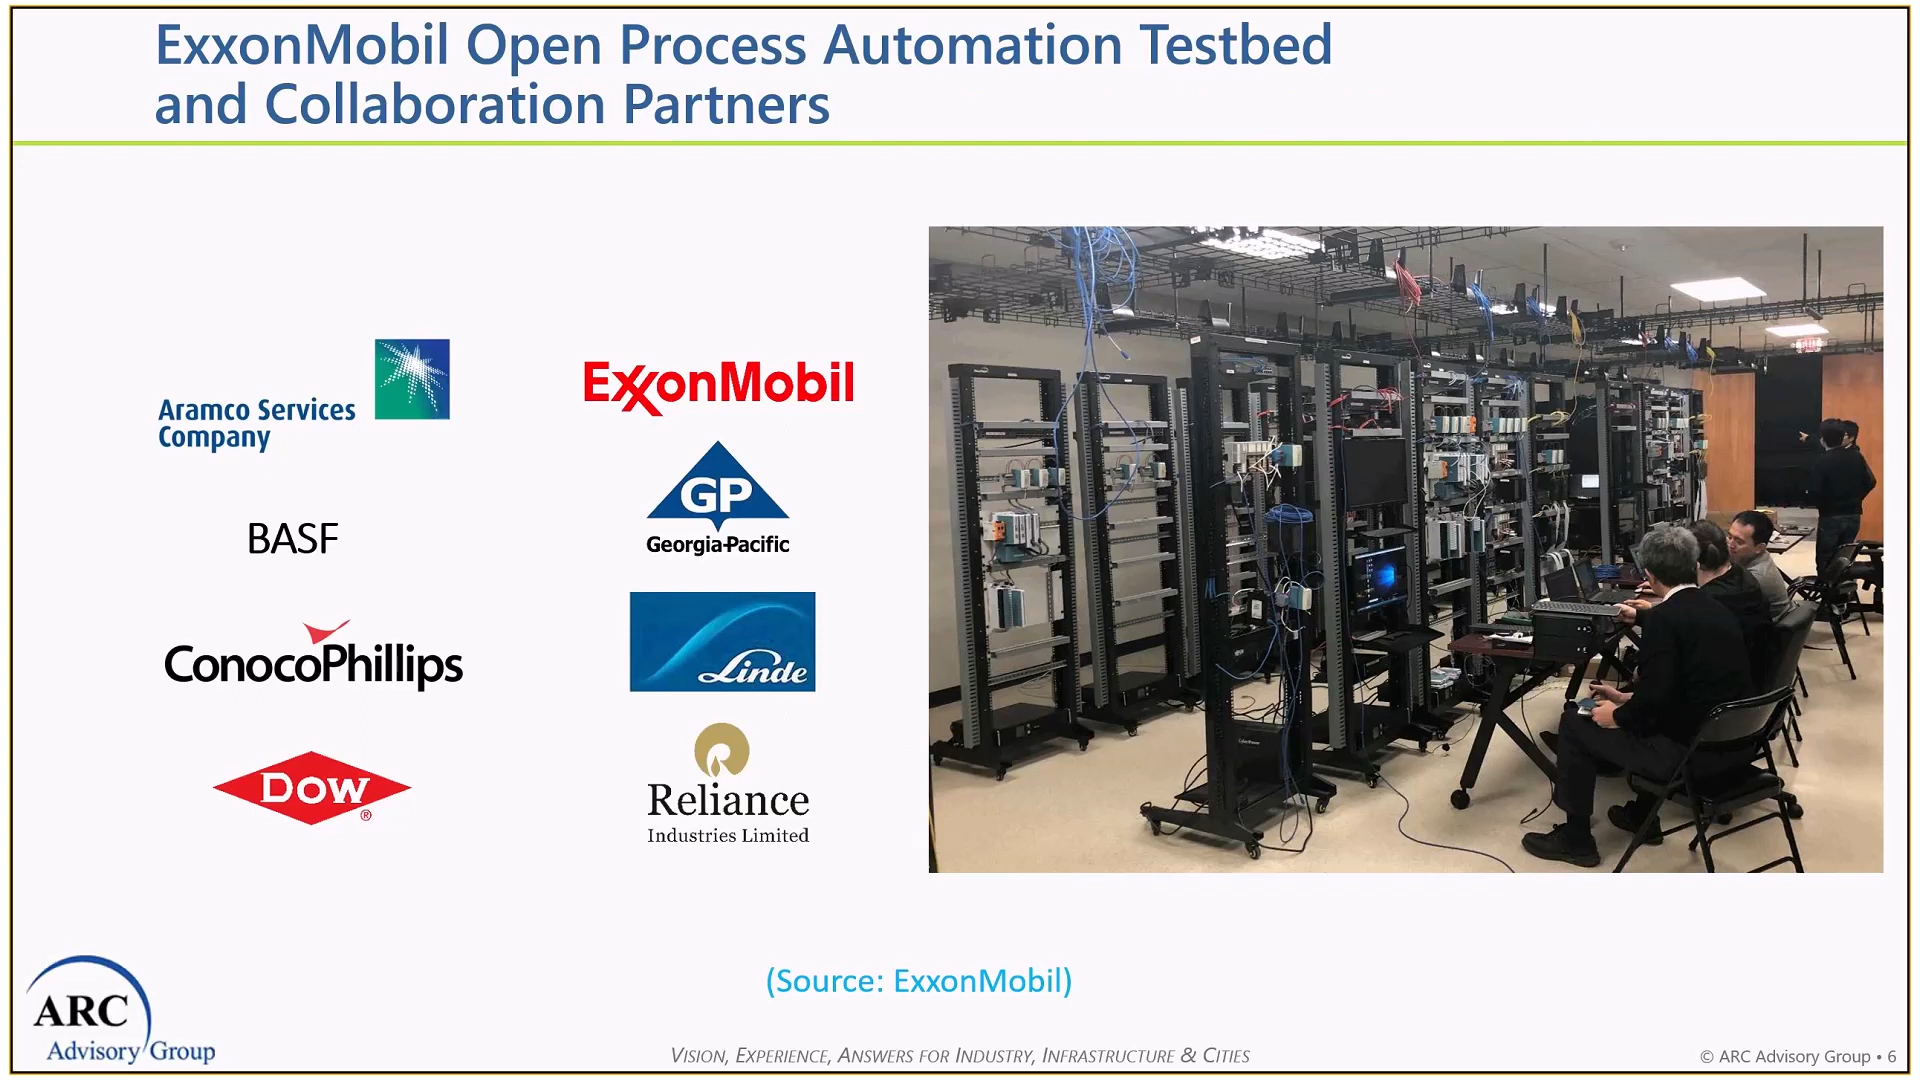 ExxonMobil Open Process Automation Testbed
and Collaboration Partners
Aramco Services
Company
ExxonMobil
BASF
GP
Georgia-Pacific
ConocoPhillips
Linde
DOW
®
Reliance
Industries Limited
(Source: ExxonMobil)
ARC
Advisory Group
VISION, EXPERIENCE, ANSWERS FOR INDUSTRY, INFRASTRUCTURE & CITIES
© ARC Advisory Group • 6